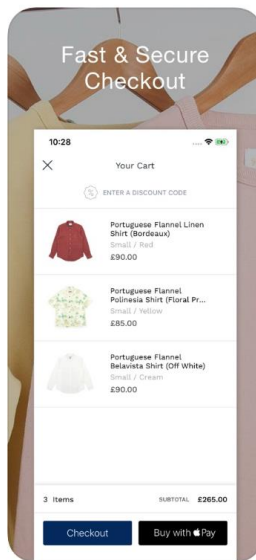 Fast & Secure
Checkout
10:28
Your Cart
ENTER A DISCOUNT CODE
Portuguese Flannel Linen
Shirt (Bordeaux)
Small / Red
£90.00
Portuguese Flannel
Polinesia Shirt (Floral Pr...
Small / Yellow
£85.00
Portuguese Flannel
Belavista Shirt (Off White)
Small / Cream
£90.00
3 Items
SUBTOTAL £265.00
Checkout
Buy with Pay